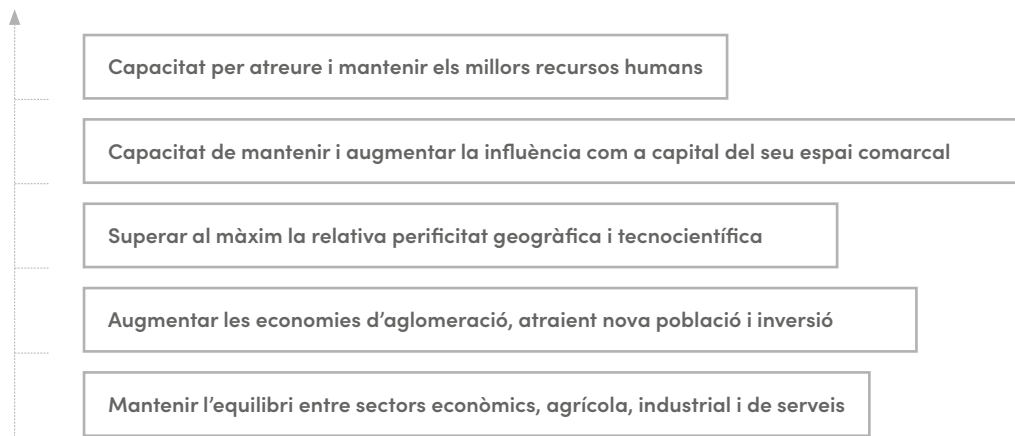 Capacitat per atreure i mantenir els millors recursos humans
Capacitat de mantenir i augmentar la influència com a capital del seu espai comarcal
Superar al màxim la relativa perificitat geogràfica i tecnocientífica
Augmentar les economies d’aglomeració, atraient nova població i inversió
Mantenir l’equilibri entre sectors econòmics, agrícola, industrial i de serveis